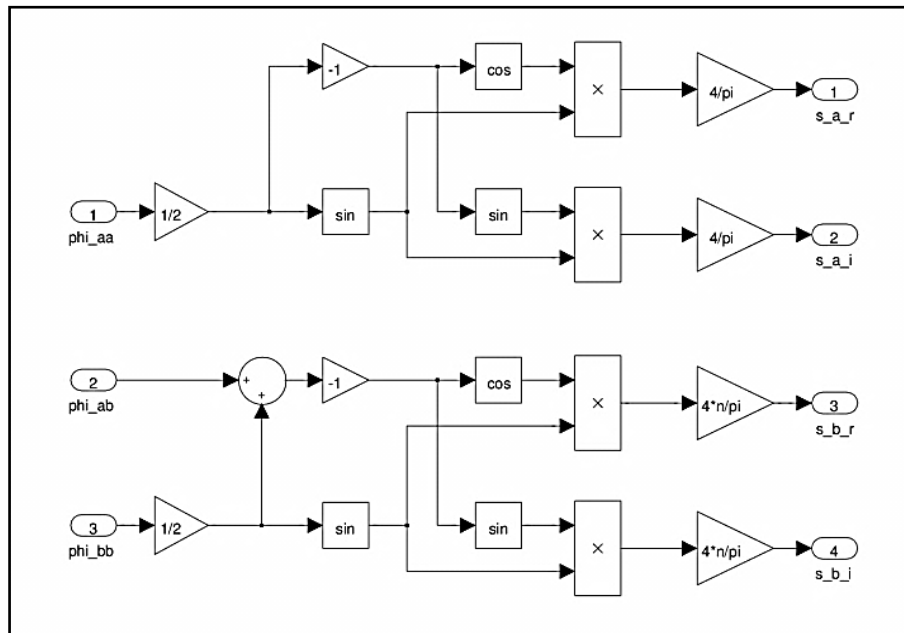 -1
cos
×
4/pi
1
s_a_r
1
phi_aa
1/2
sin
sin
×
4/pi
2
s_a_i
2
phi_ab
+
+
-1
cos
×
4*n/pi
3
s_b_r
3
phi_bb
1/2
sin
sin
×
4*n/pi
4
s_b_i